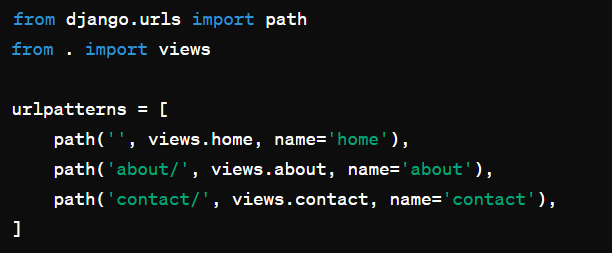 from django.urls import path
from . import views

urlpatterns = [
    path('', views.home, name='home'),
    path('about/', views.about, name='about'),
    path('contact/', views.contact, name='contact'),
]